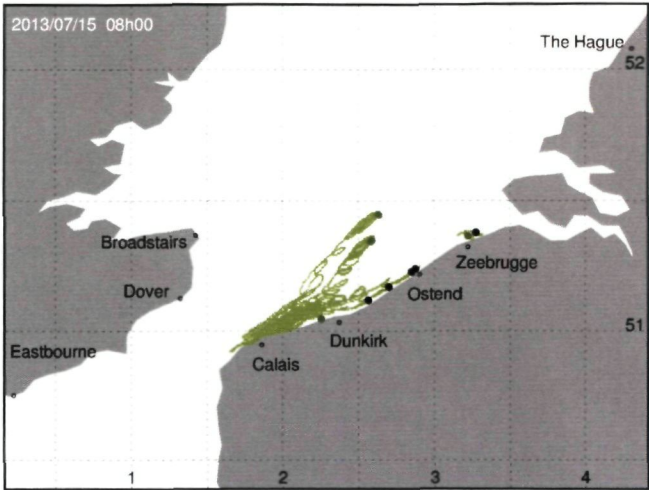 2013/07/15 08h00
The Hague
52
Broadstairs
Zeebrugge
Dover
Ostend
51
Dunkirk
Eastbourne
Calais
1 2 3 4